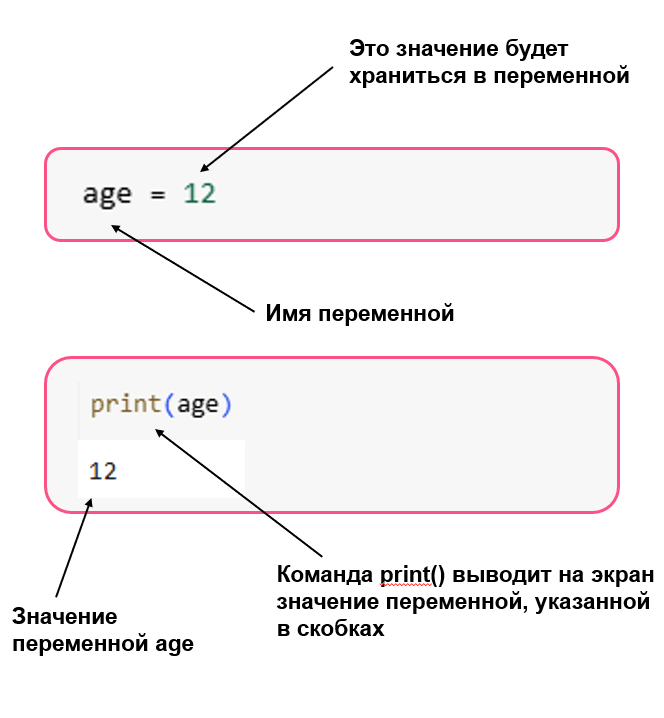 Это значение будет
храниться в переменной
age = 12
Имя переменной
print(age)
12
Команда print() выводит на экран
значение переменной, указанной
в скобках
Значение
переменной age